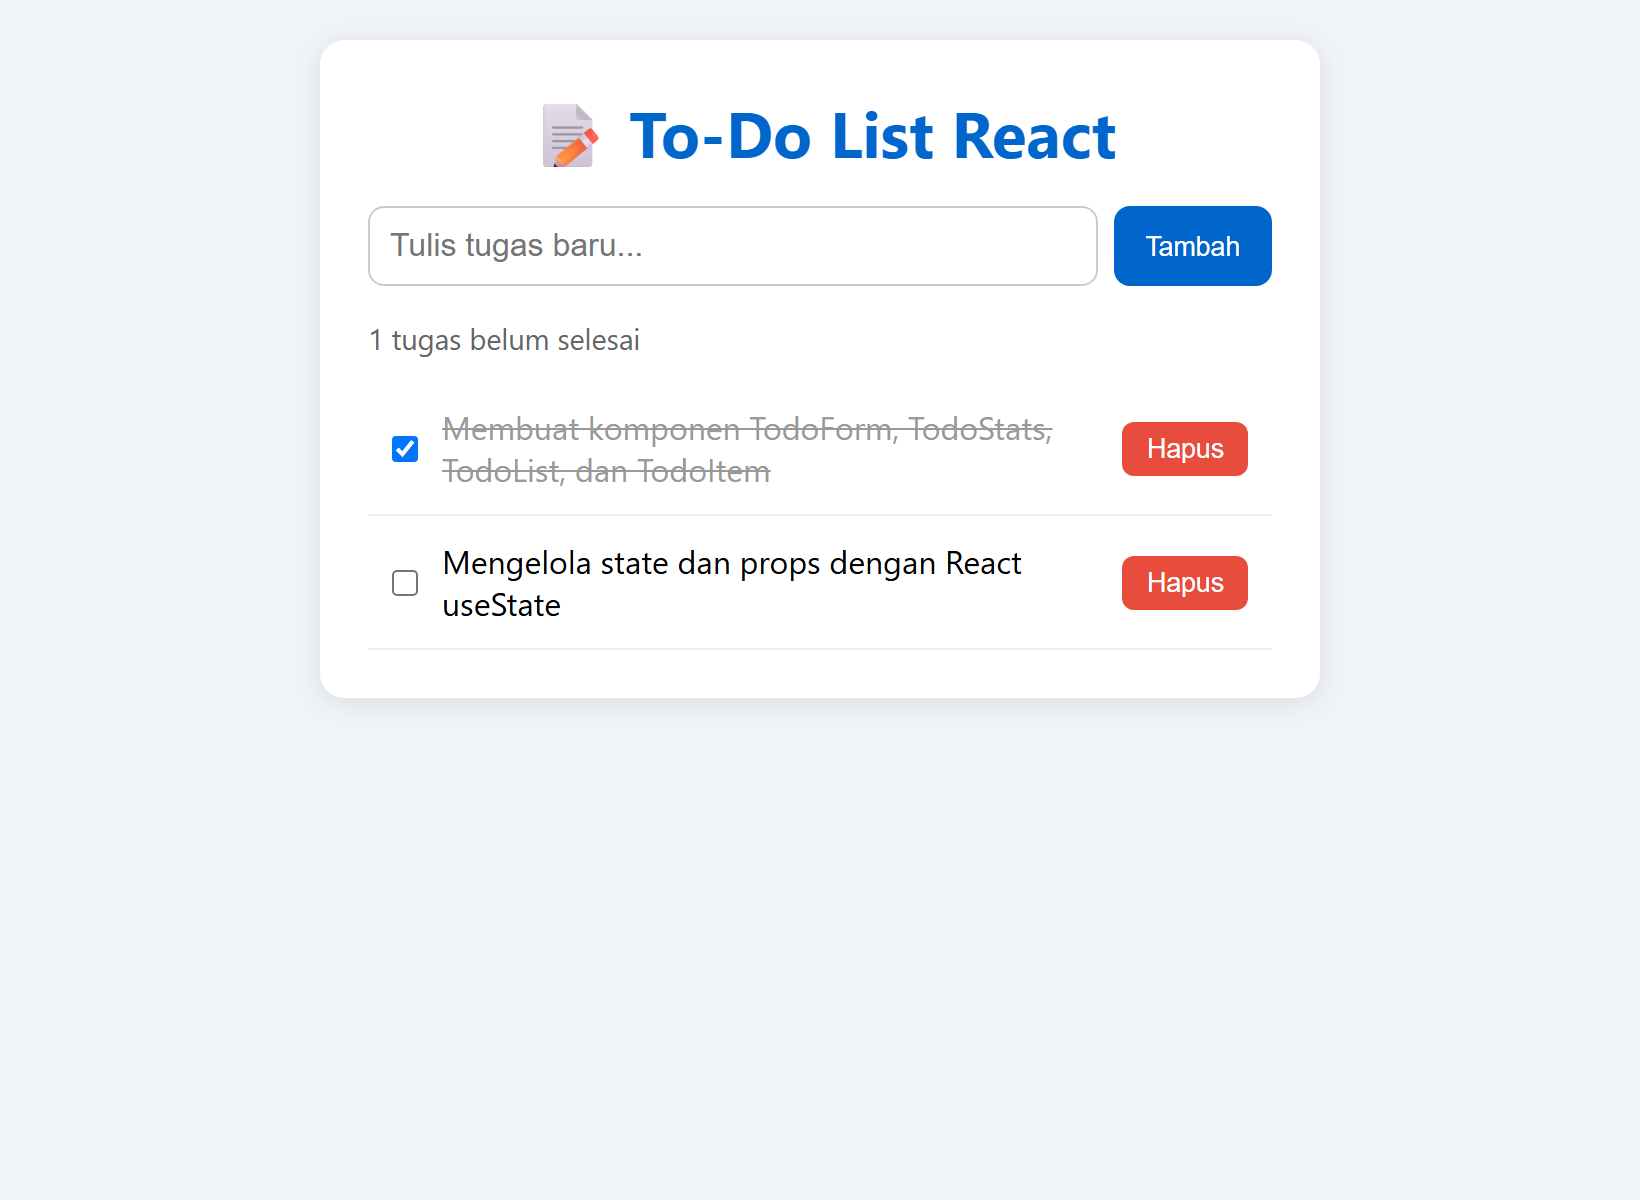 To-Do List React
Tulis tugas baru...
Tambah
1 tugas belum selesai
Membuat komponen TodoForm, TodoStats,
TodoList, dan TodoItem
Hapus
Mengelola state dan props dengan React
useState
Hapus